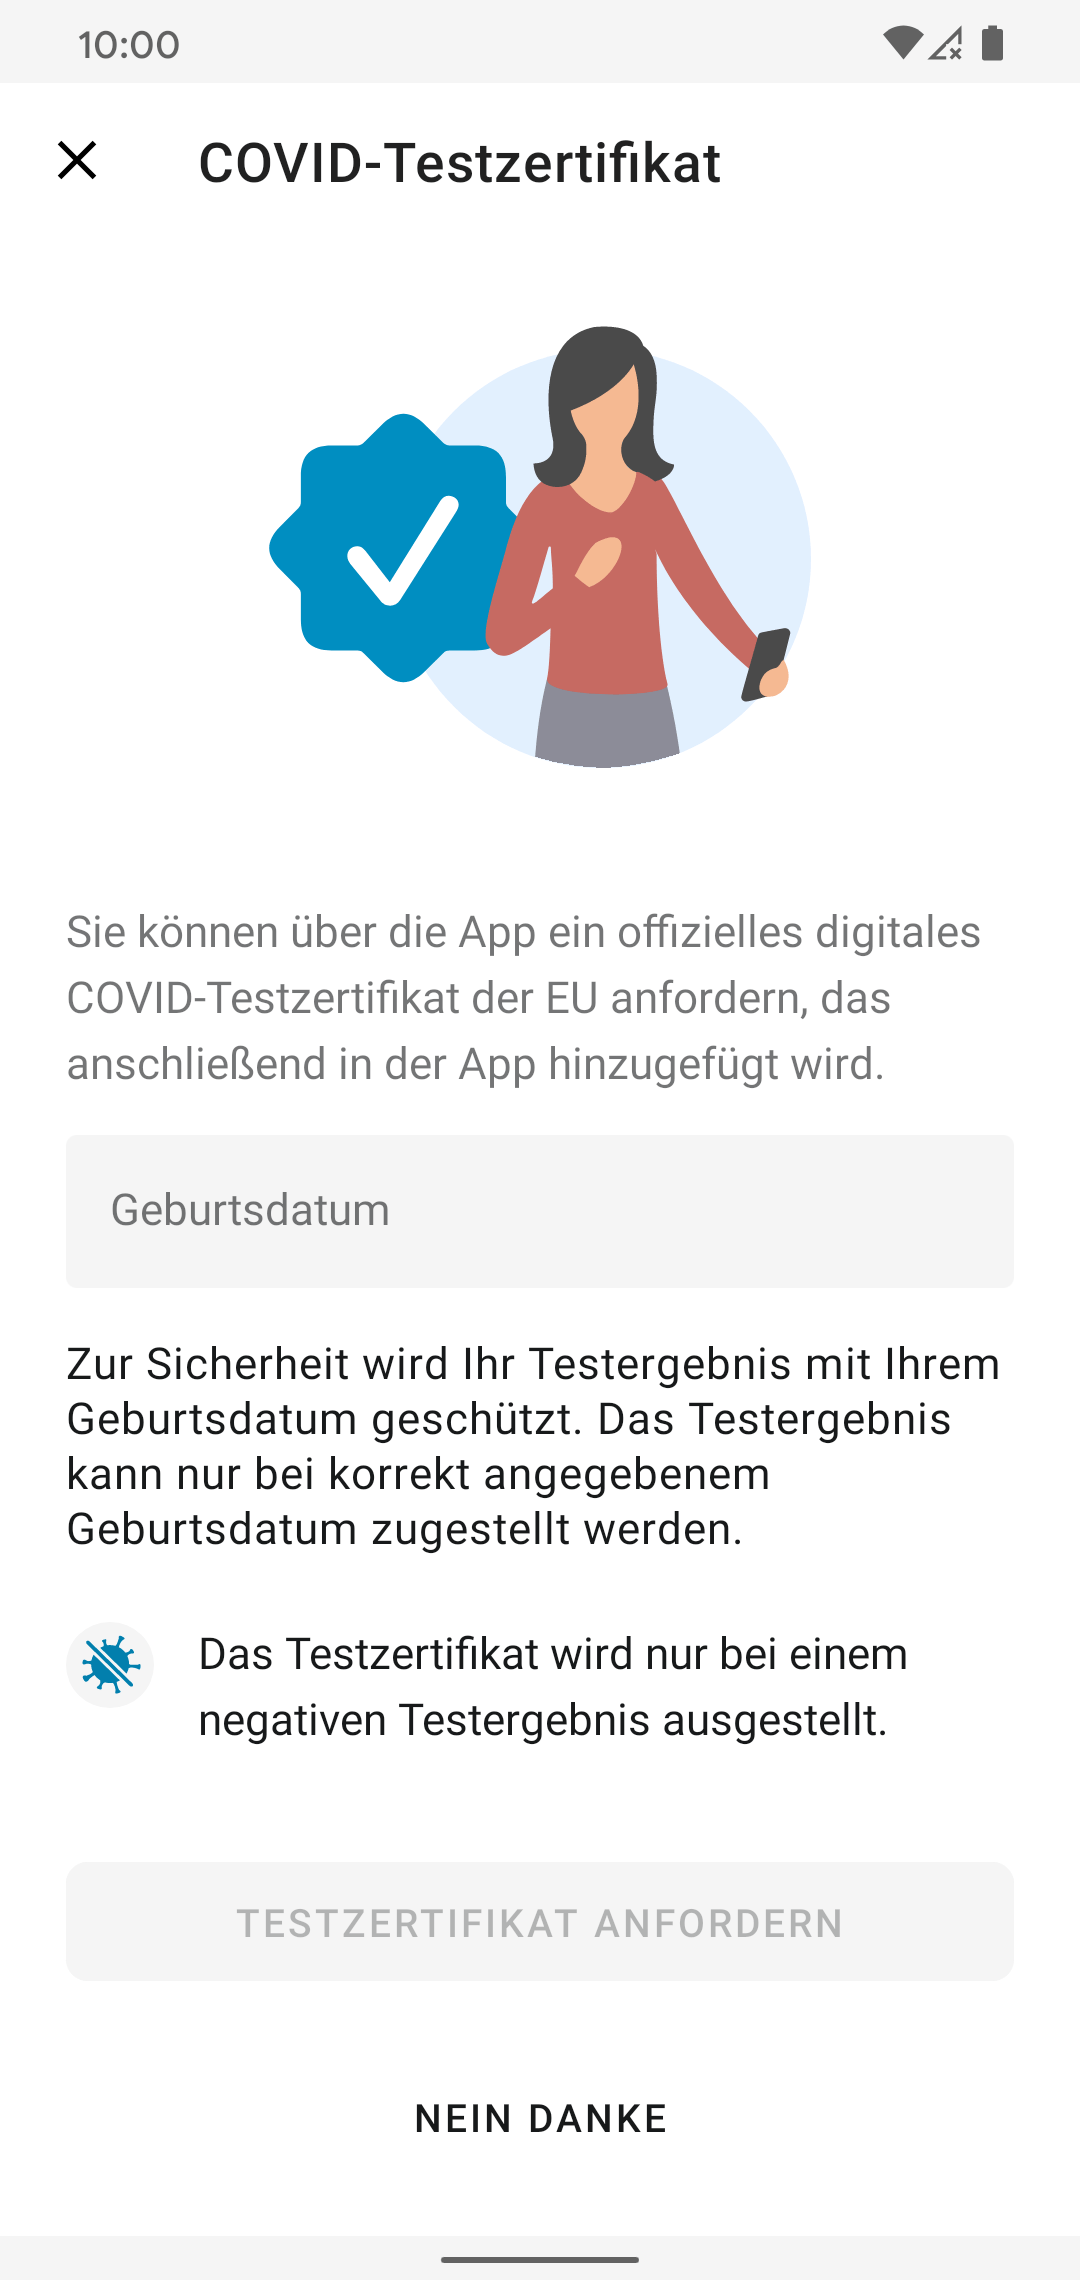 10:00
COVID-Testzertifikat
Sie können über die App ein offizielles digitales
COVID-Testzertifikat der EU anfordern, das
anschließend in der App hinzugefügt wird.
Geburtsdatum
Zur Sicherheit wird Ihr Testergebnis mit Ihrem
Geburtsdatum geschützt. Das Testergebnis
kann nur bei korrekt angegebenem
Geburtsdatum zugestellt werden.
Das Testzertifikat wird nur bei einem
negativen Testergebnis ausgestellt.
TESTZERTIFIKAT ANFORDERN
NEIN DANKE